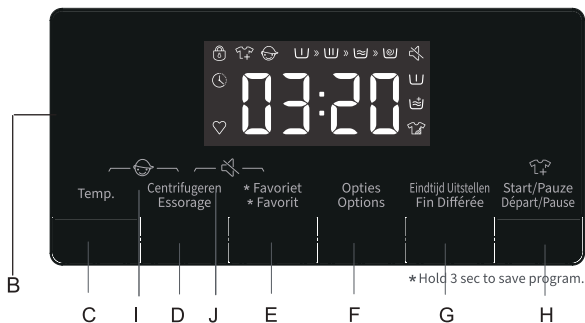 03:20
Temp.
Centrifugeren
Essorage
* Favoriet
* Favorit
Opties
Options
Eindtijd Uitstellen
Fin Différée
Start/Pauze
Départ/Pause
* Hold 3 sec to save program.
B
C I D J E F G H